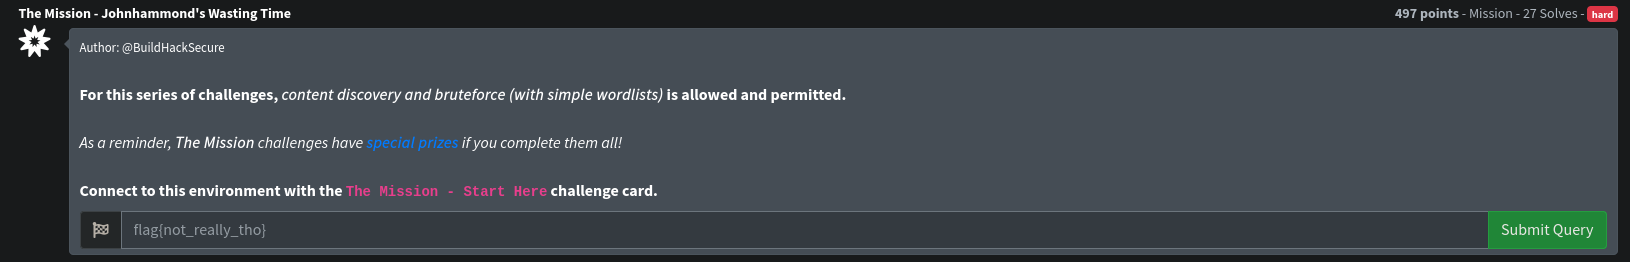 The Mission - Johnhammond's Wasting Time
497 points - Mission - 27 Solves - hard
Author: @BuildHackSecure
For this series of challenges, content discovery and bruteforce (with simple wordlists) is allowed and permitted.
As a reminder, The Mission challenges have special prizes if you complete them all!
Connect to this environment with the The Mission - Start Here challenge card.
flag{not_really_tho}
Submit Query